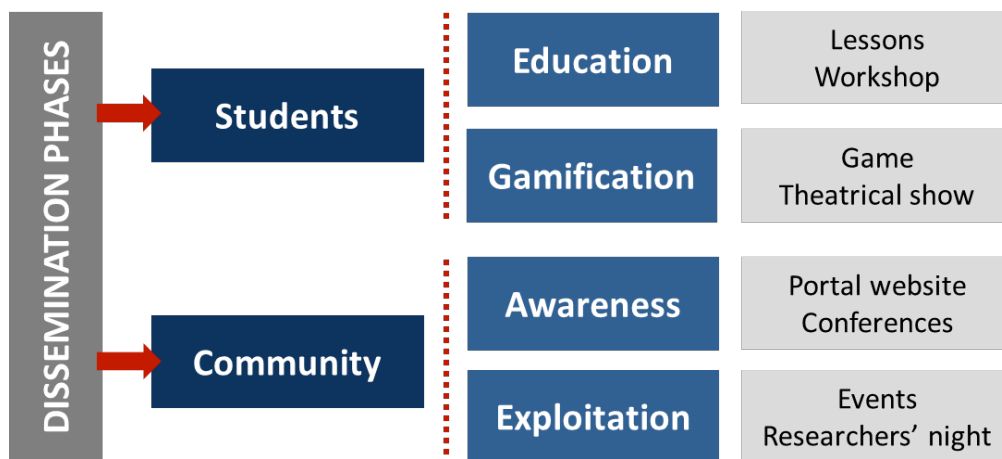 DISSEMINATION PHASES
Students
Education
Lessons
Workshop
Gamification
Game
Theatrical show
Community
Awareness
Portal website
Conferences
Exploitation
Events
Researchers’ night